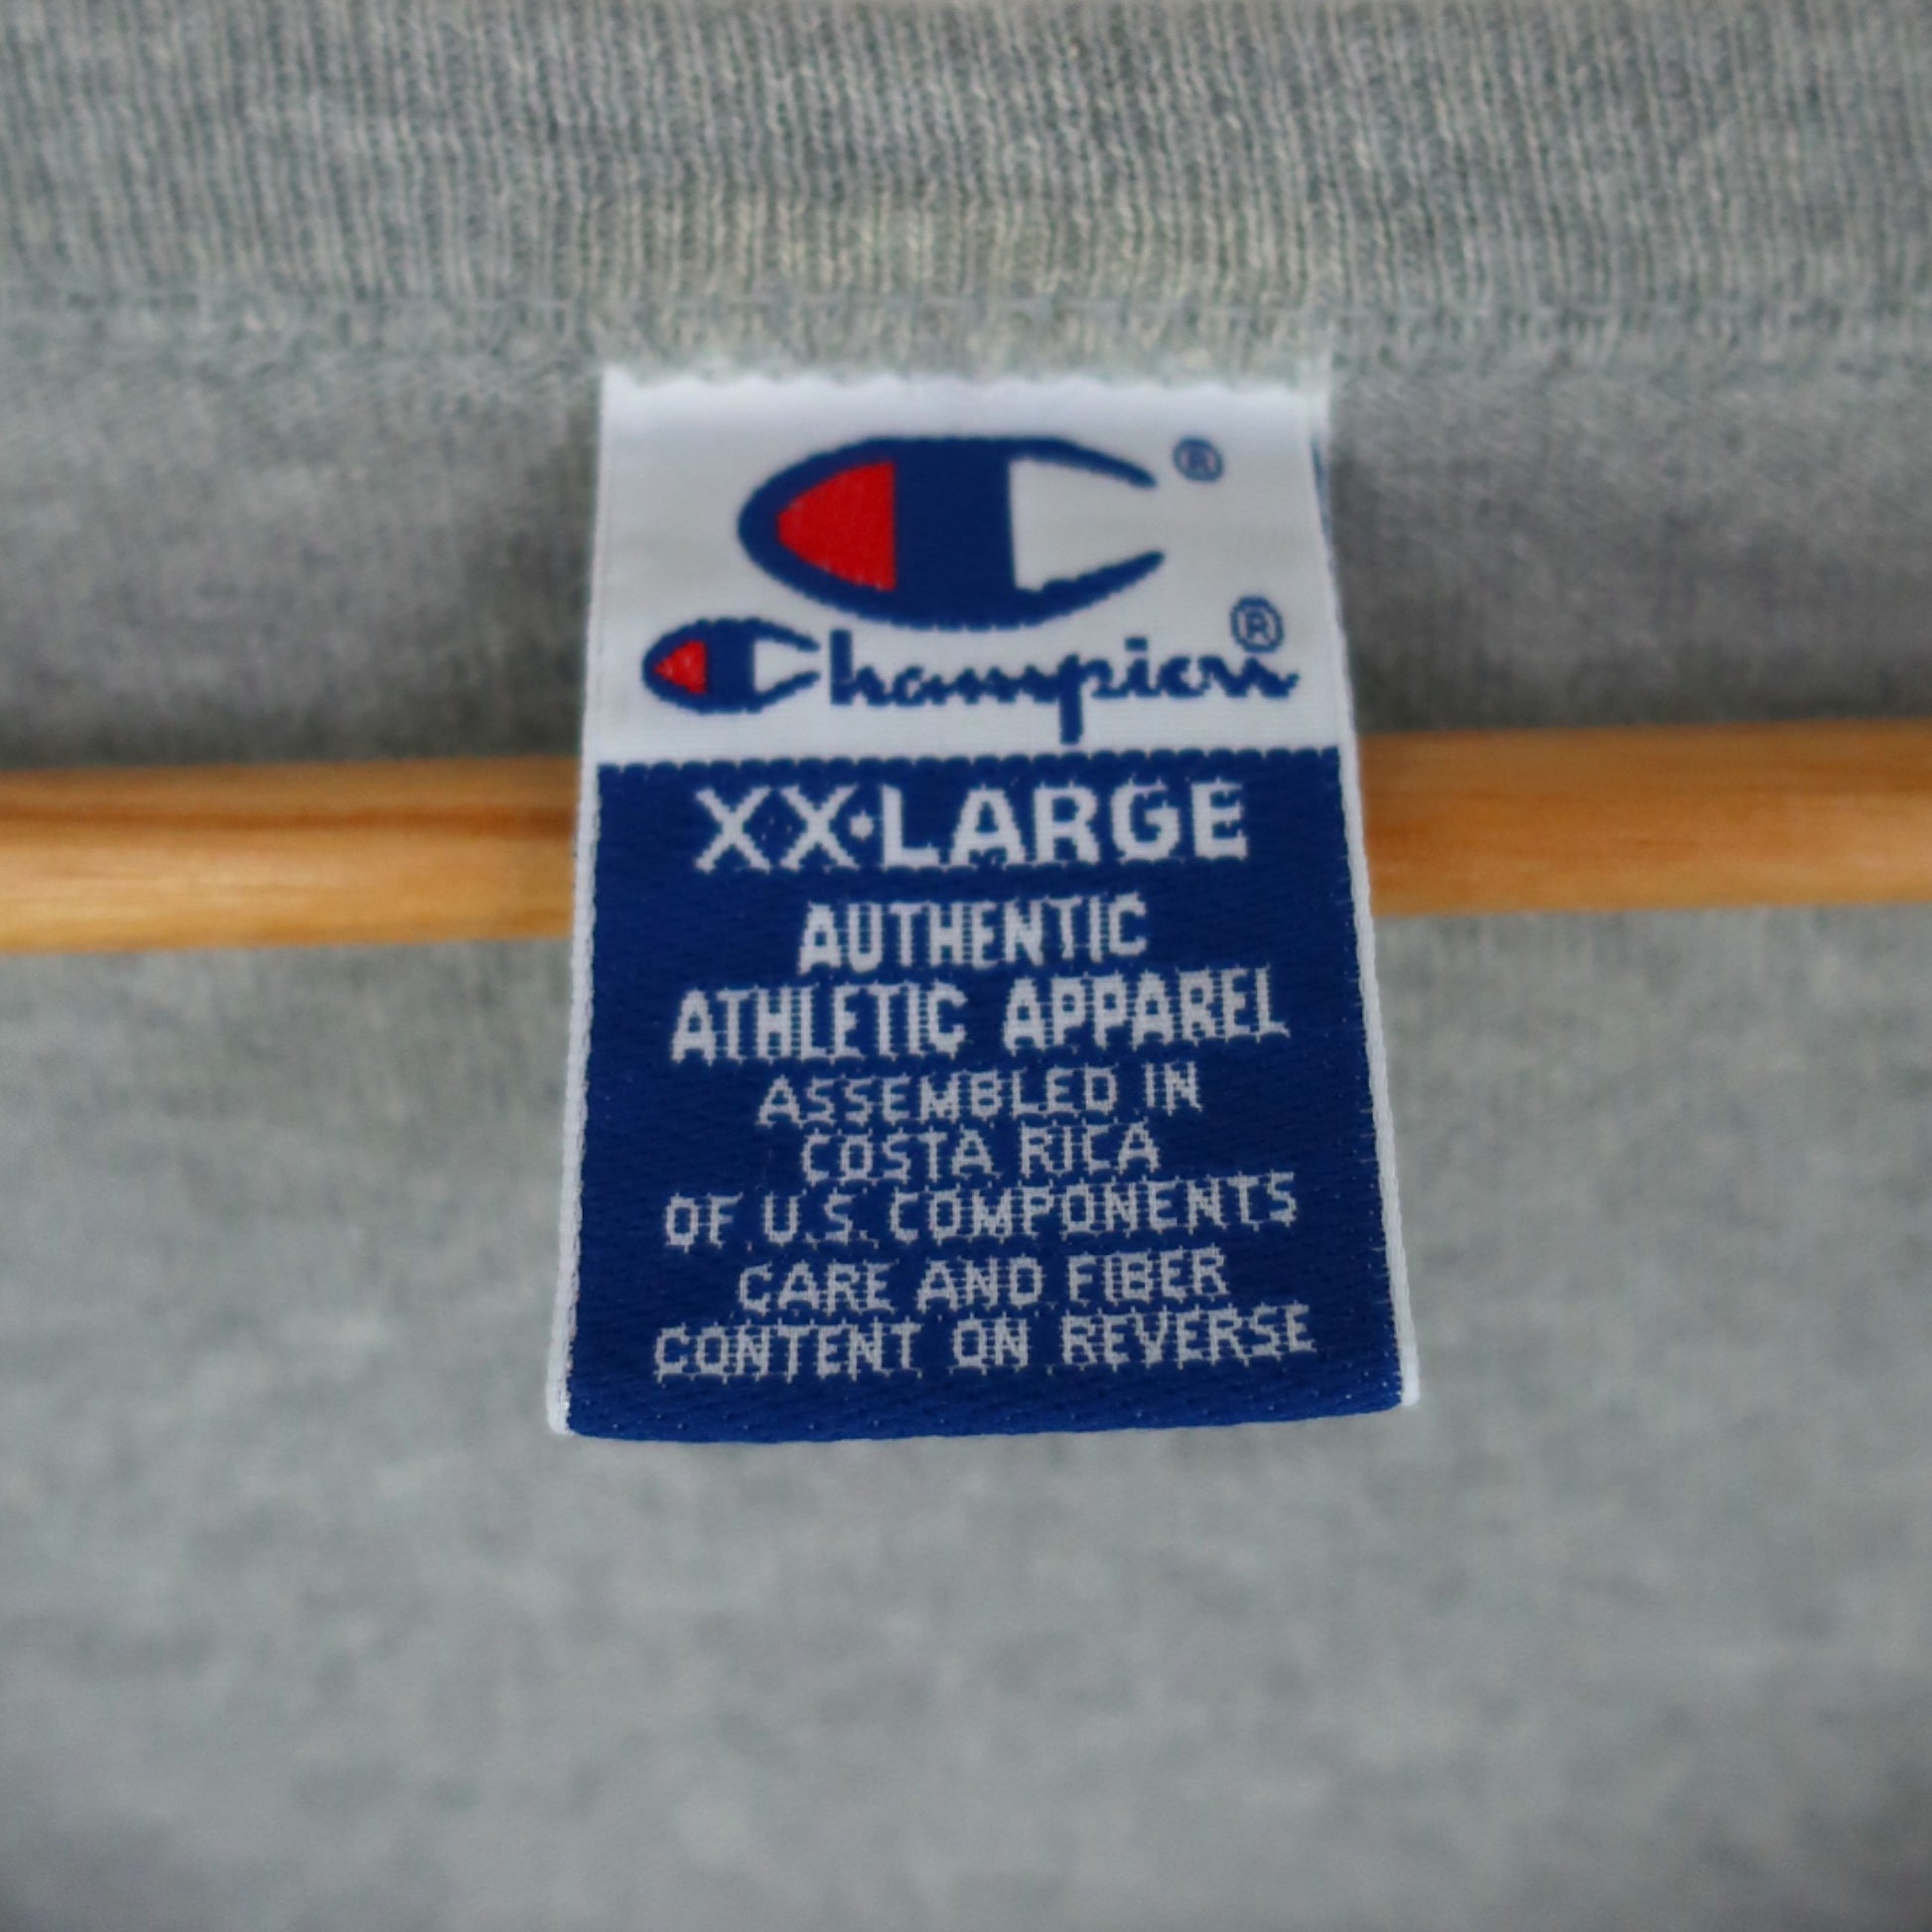 ®
Champion®
XX·LARGE
AUTHENTIC
ATHLETIC APPAREL
ASSEMBLED IN
COSTA RICA
OF U.S. COMPONENTS
CARE AND FIBER
CONTENT ON REVERSE